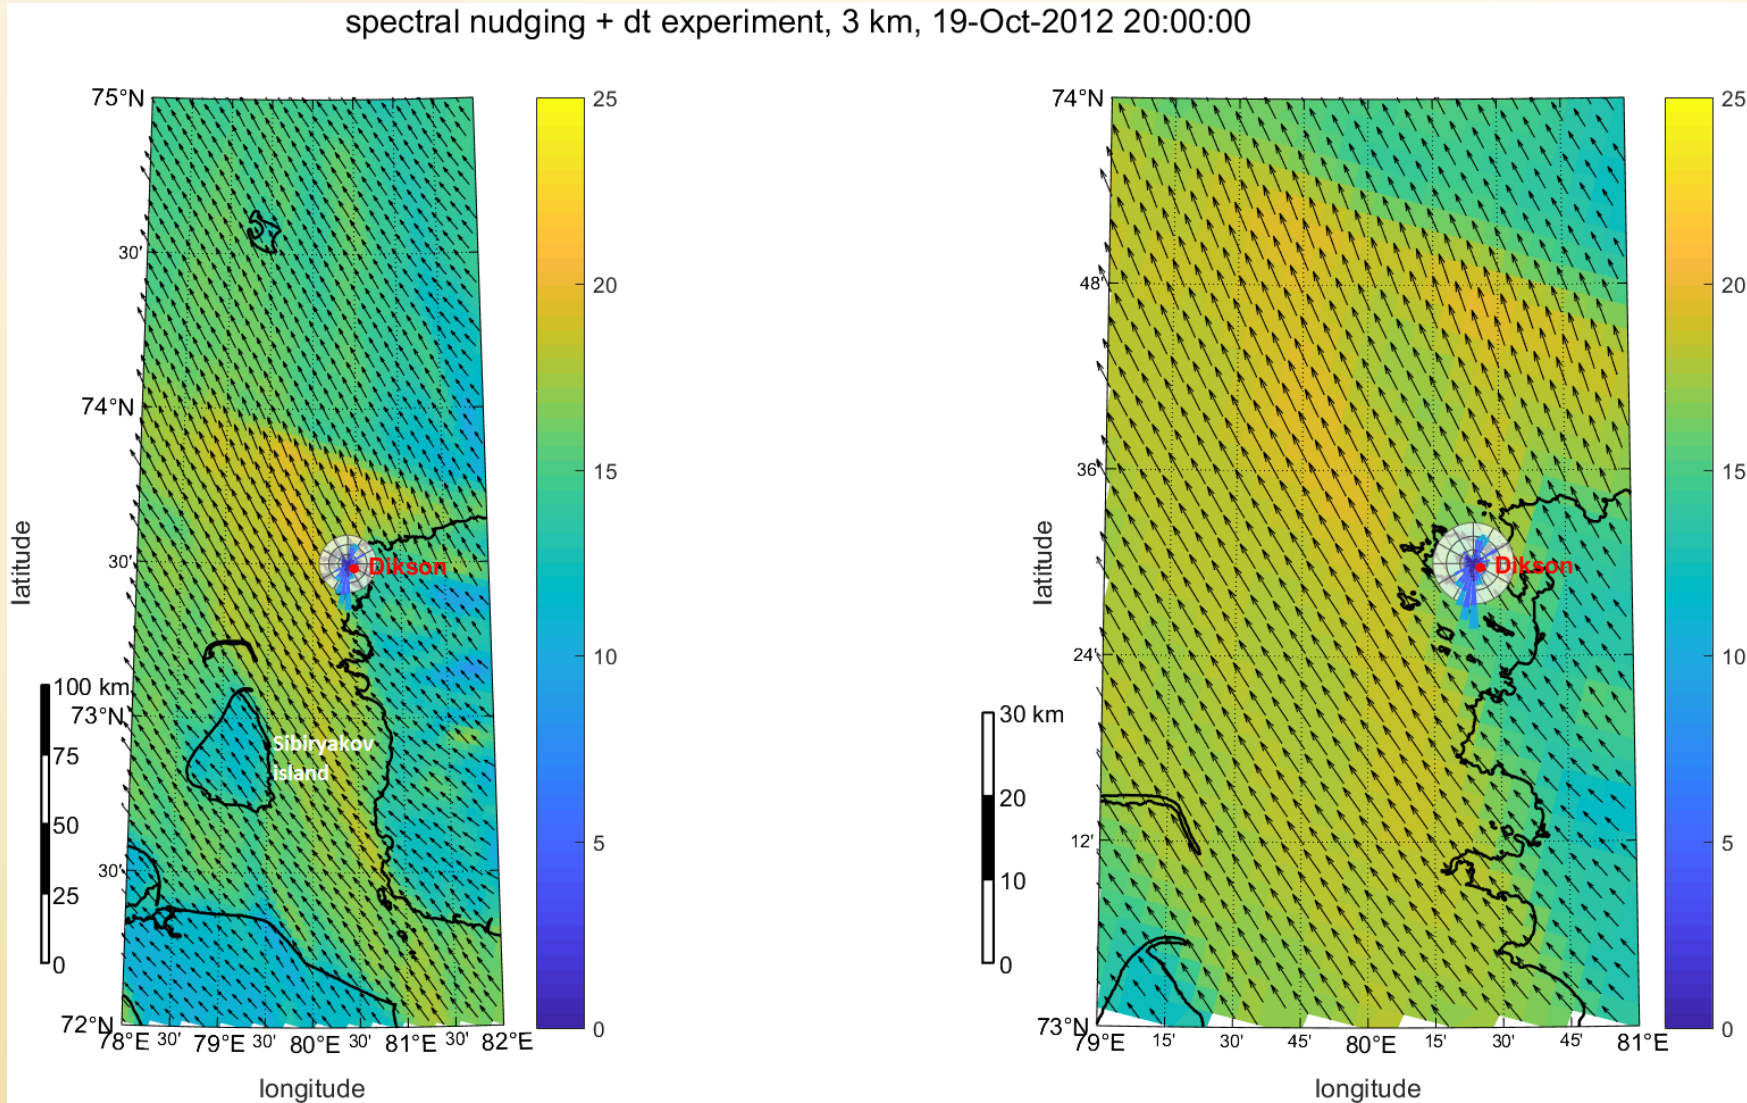 spectral nudging + dt experiment, 3 km, 19-Oct-2012 20:00:00
75°N
30'
74°N
30'
73°N
30'
72°N
78°E 30' 79°E 30' 80°E 30' 81°E 30' 82°E
longitude
latitude
100 km
75
50
25
0
Dikson
Sibiryakov
island
25
20
15
10
5
0
74°N
48'
36'
24'
12'
73°N
79°E 15' 30' 45' 80°E 15' 30' 45' 81°E
longitude
latitude
30 km
20
10
0
Dikson
25
20
15
10
5
0